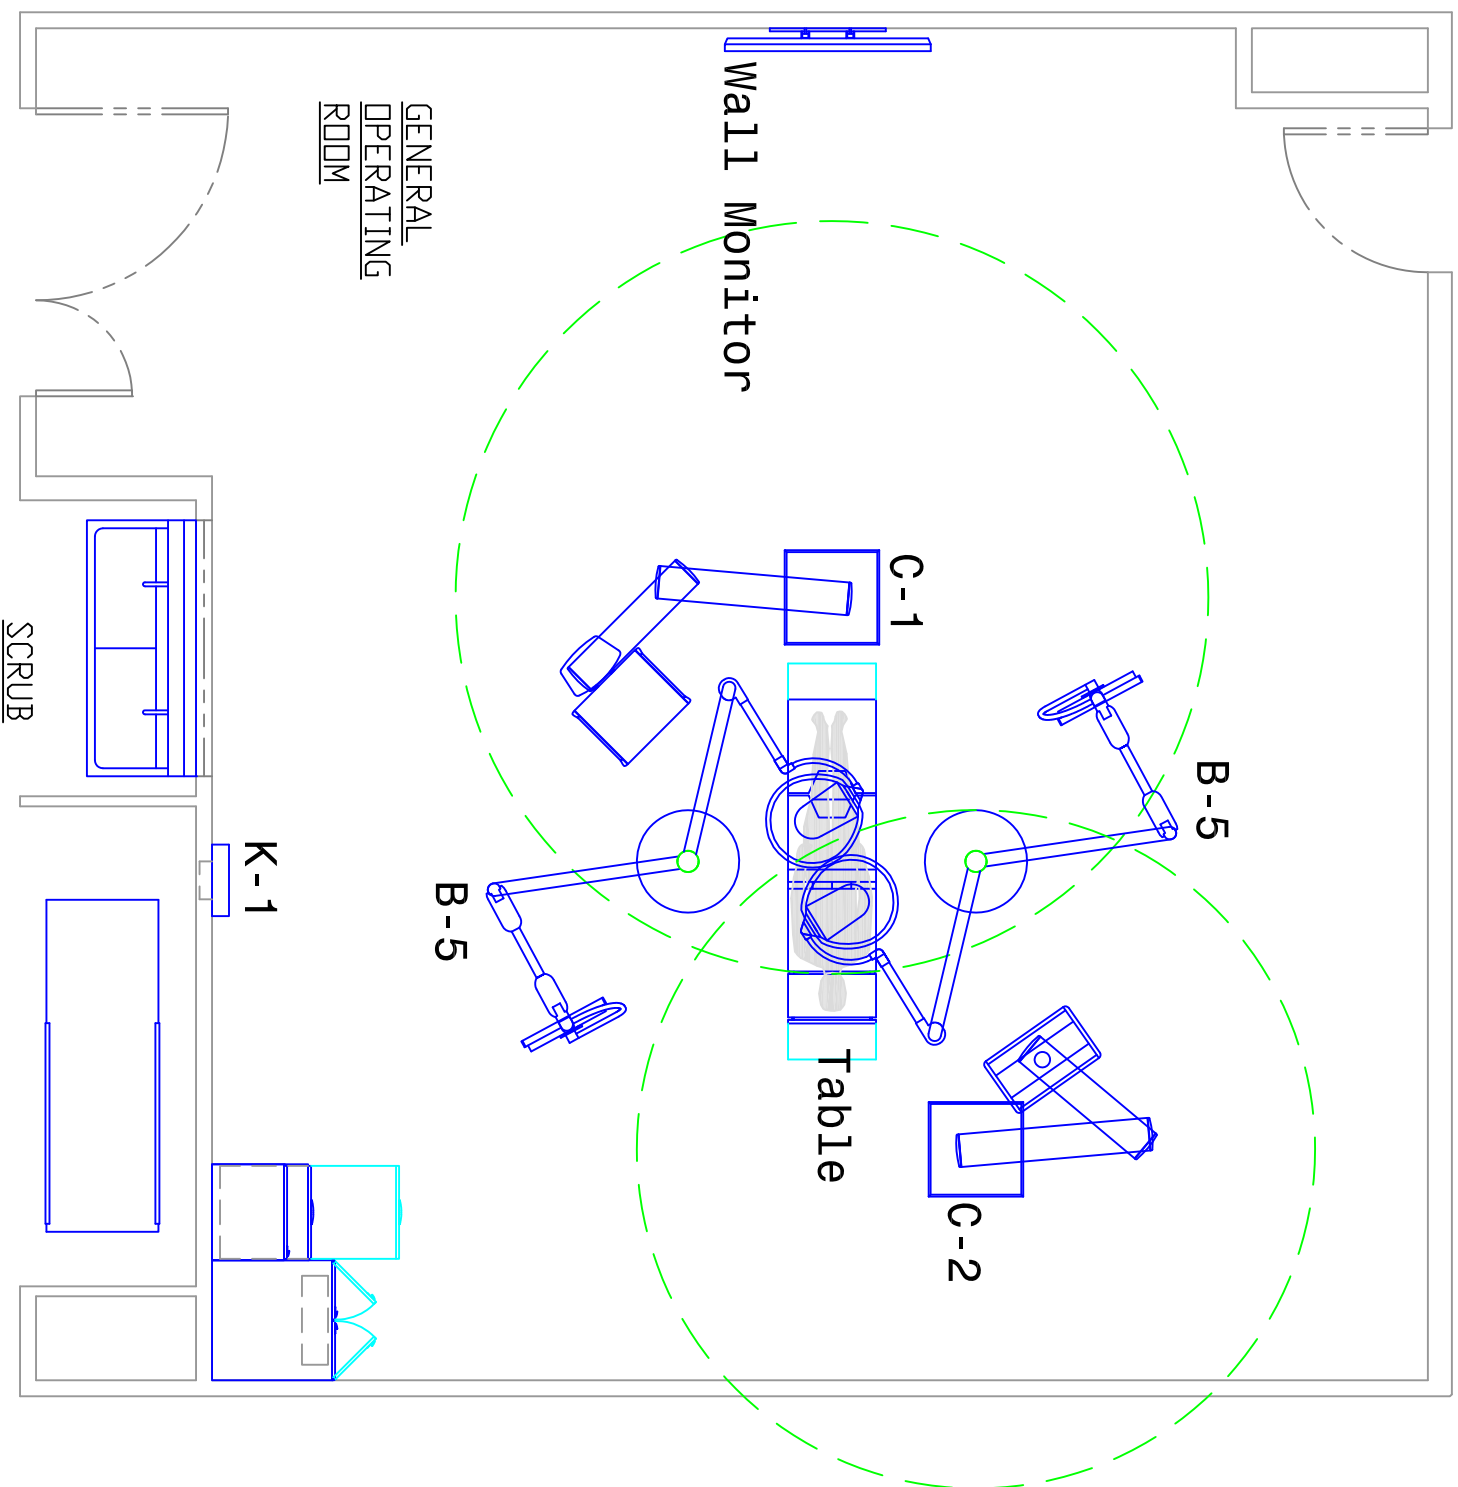 GENERAL
OPERATING
ROOM
Wall Monitor
C-1
B-5
SCRUB
K-1
B-5
Table
C-2